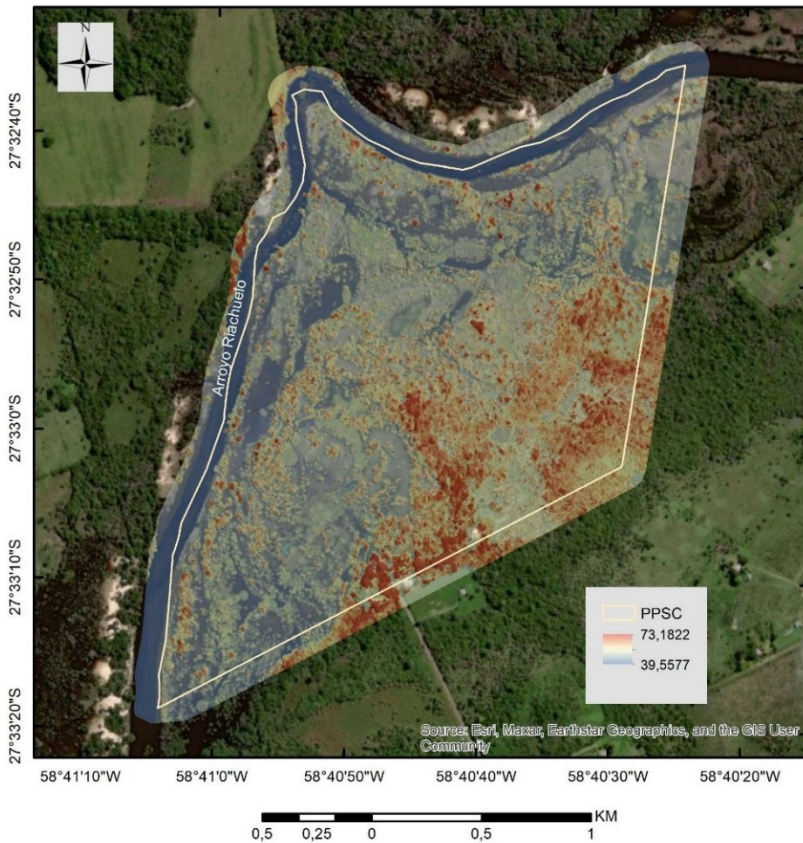 N
27°32'40"S
27°32'50"S
27°33'0"S
27°33'10"S
27°33'20"S
Arroyo Riachuelo
PPSC
73,1822
39,5577
Source: Esri, Maxar, Earthstar Geographics, and the GIS User
Community
58°41'10"W 58°41'0"W 58°40'50"W 58°40'40"W 58°40'30"W 58°40'20"W
KM
0,5 0,25 0 0,5 1